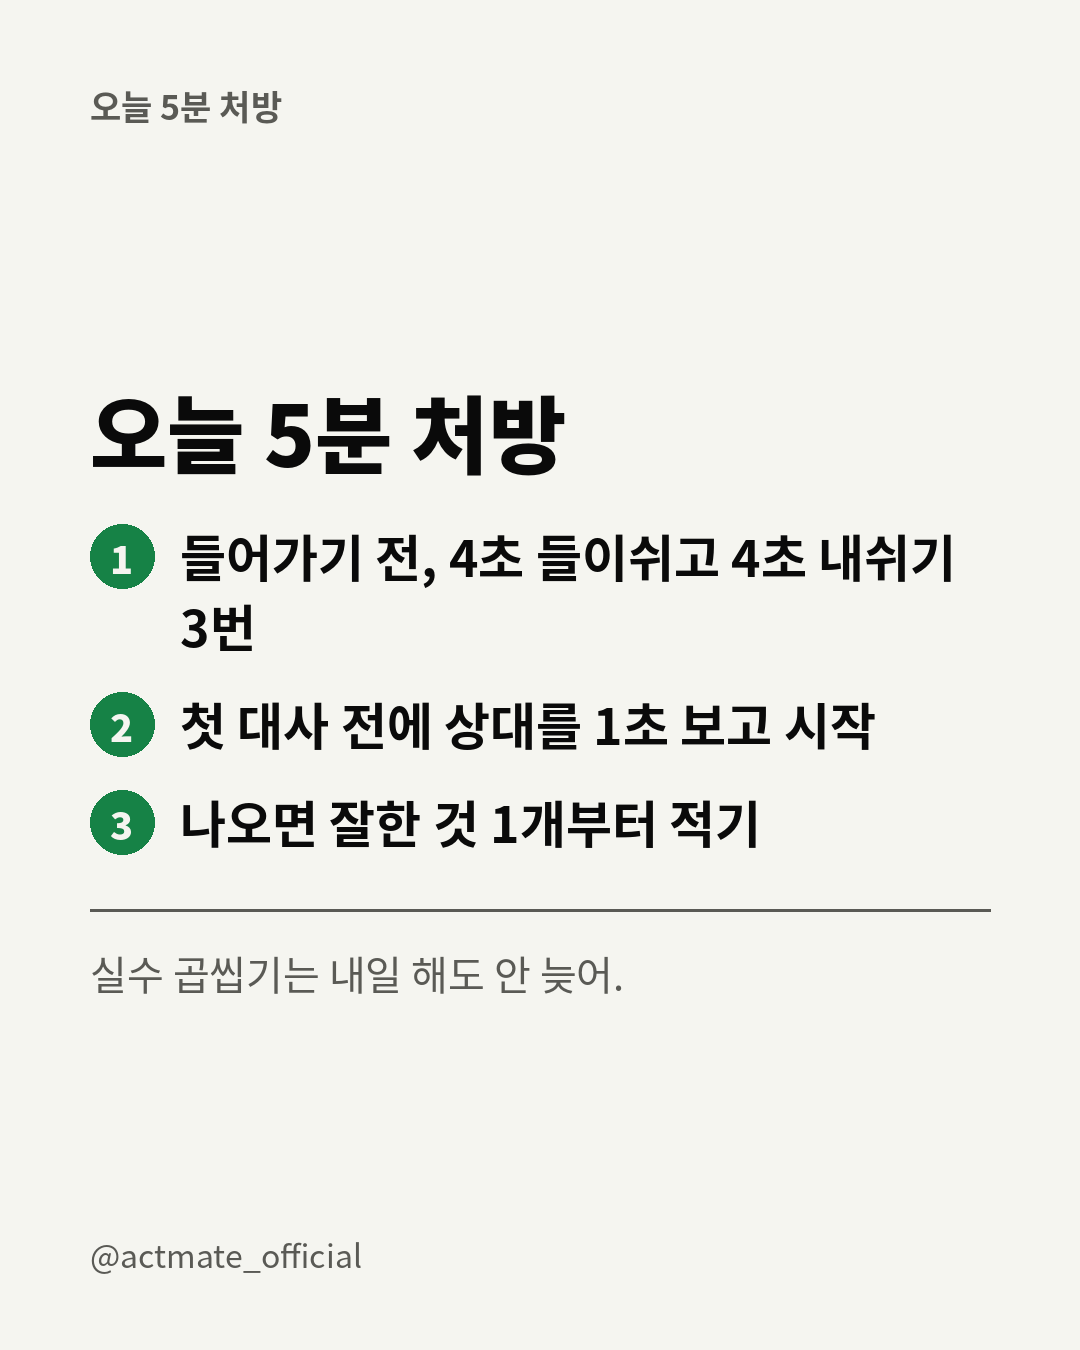 오늘 5분 처방
오늘 5분 처방
1 들어가기 전, 4초 들이쉬고 4초 내쉬기
3번
2 첫 대사 전에 상대를 1초 보고 시작
3 나오면 잘한 것 1개부터 적기
실수 곱씹기는 내일 해도 안 늦어.
@actmate_official